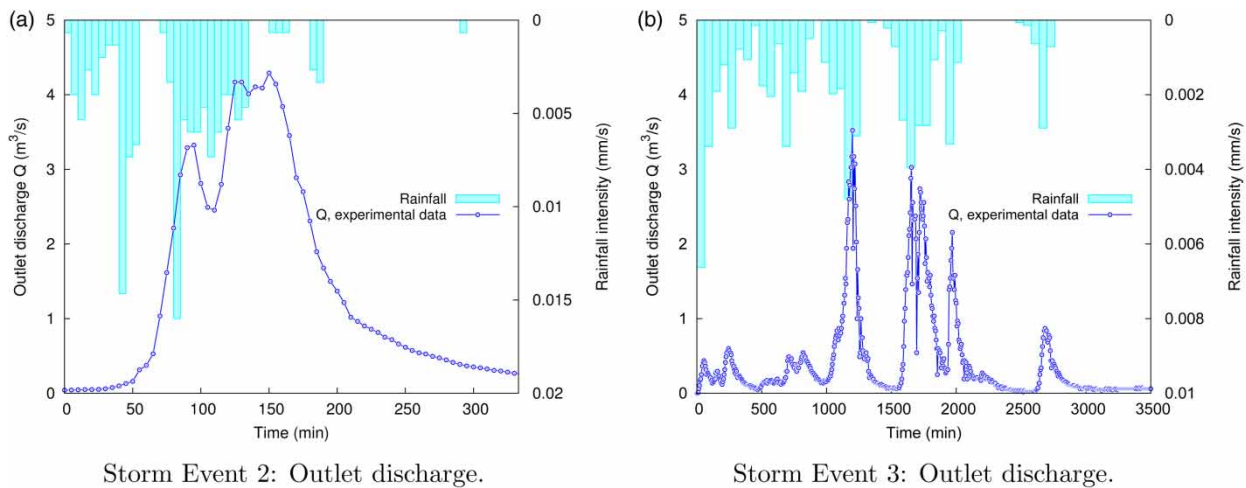 (a)
5
4
3
2
1
0
Outlet discharge Q (m³/s)
0
0.005
0.01
0.015
0.02
Rainfall intensity (mm/s)
Rainfall
Q, experimental data
0 50 100 150 200 250 300
Time (min)
Storm Event 2: Outlet discharge.
(b)
5
4
3
2
1
0
Outlet discharge Q (m³/s)
0
0.002
0.004
0.006
0.008
0.01
Rainfall intensity (mm/s)
Rainfall
Q, experimental data
0 500 1000 1500 2000 2500 3000 3500
Time (min)
Storm Event 3: Outlet discharge.